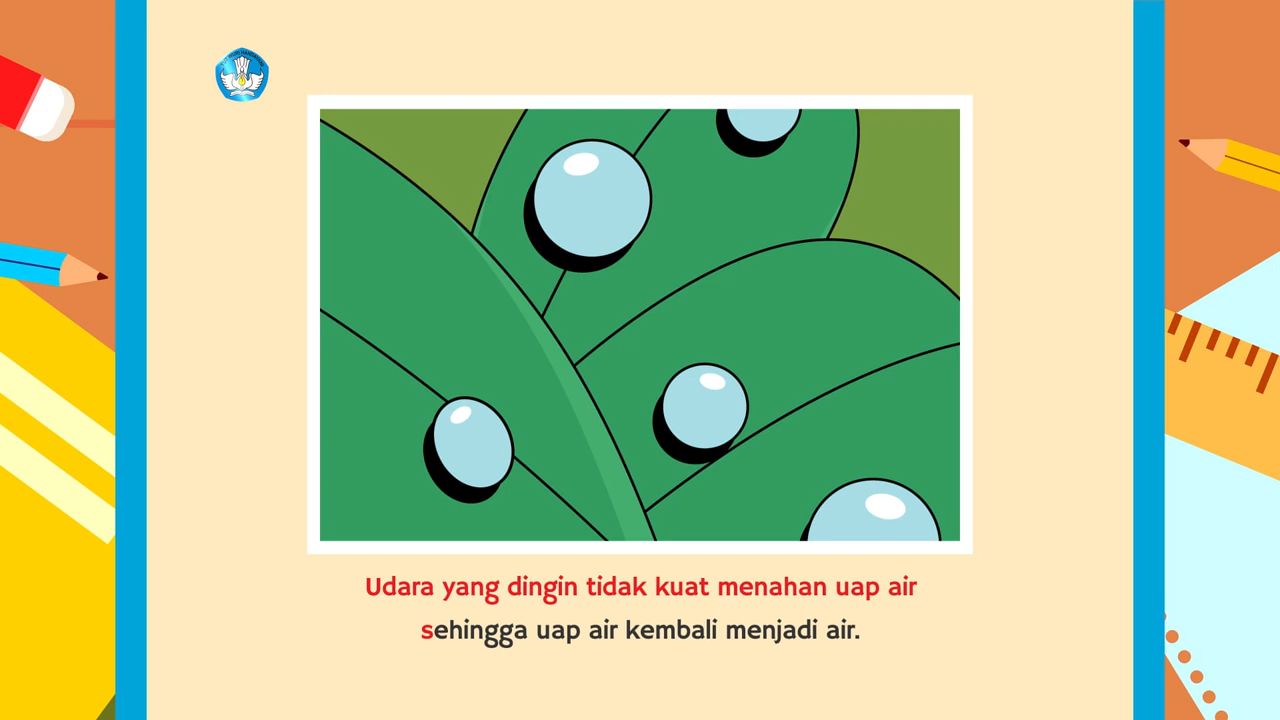 Udara yang dingin tidak kuat menahan uap air
sehingga uap air kembali menjadi air.